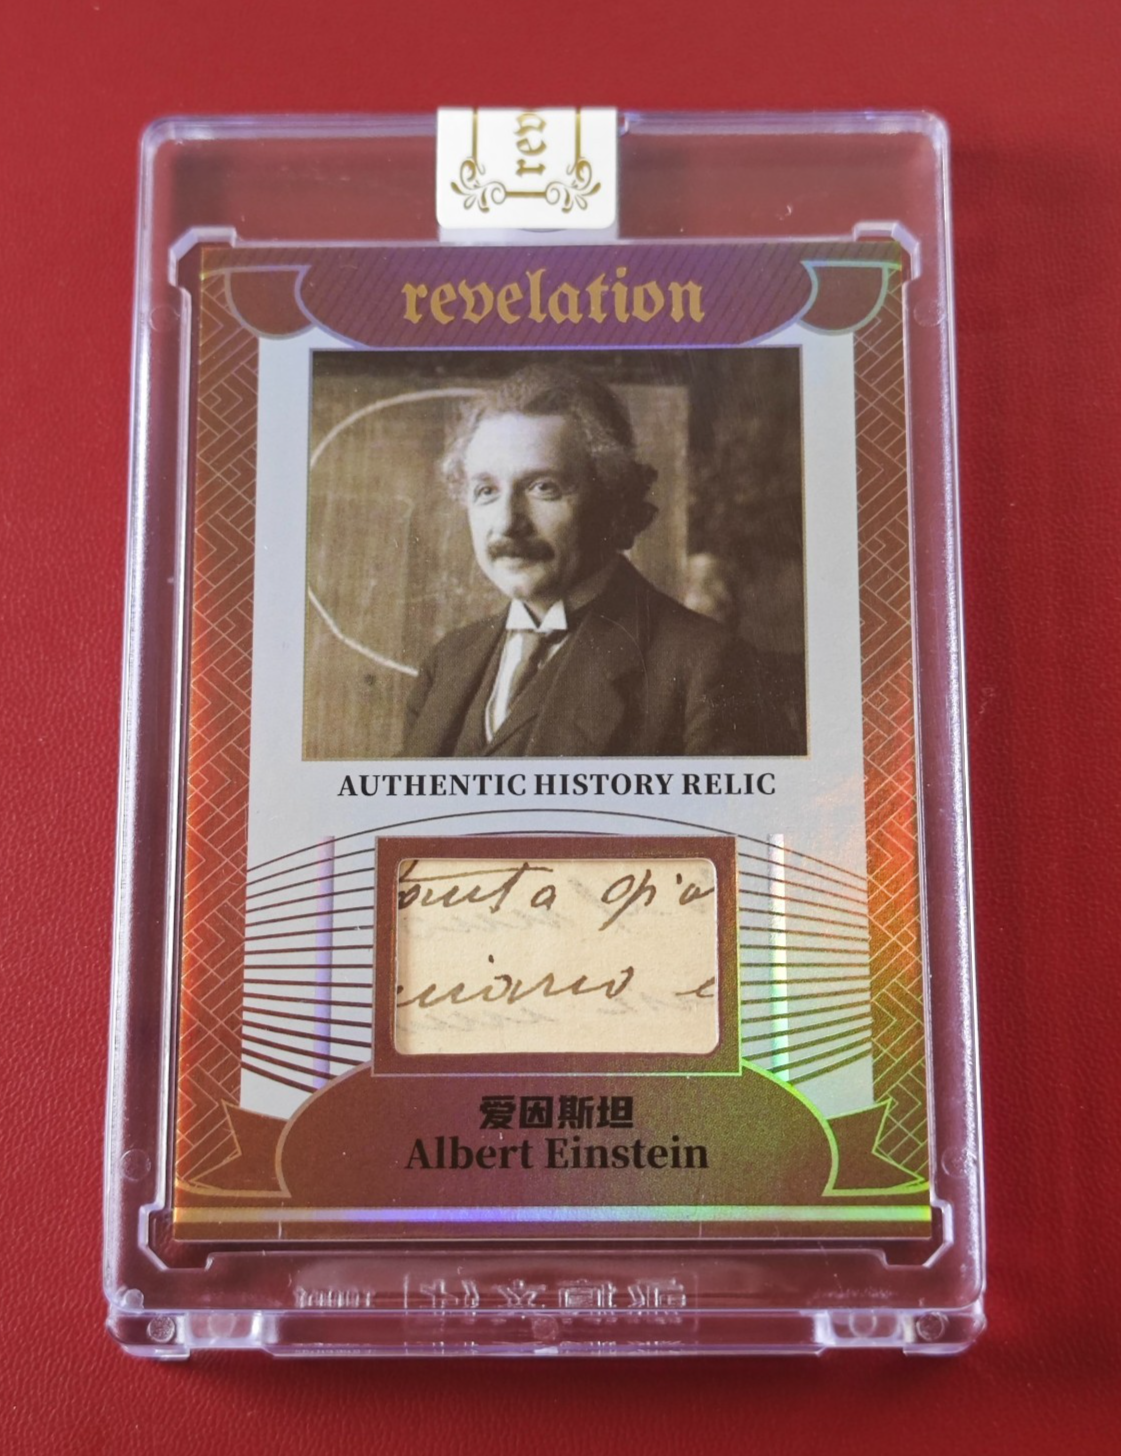 rev
revelation
AUTHENTIC HISTORY RELIC
爱因斯坦
Albert Einstein